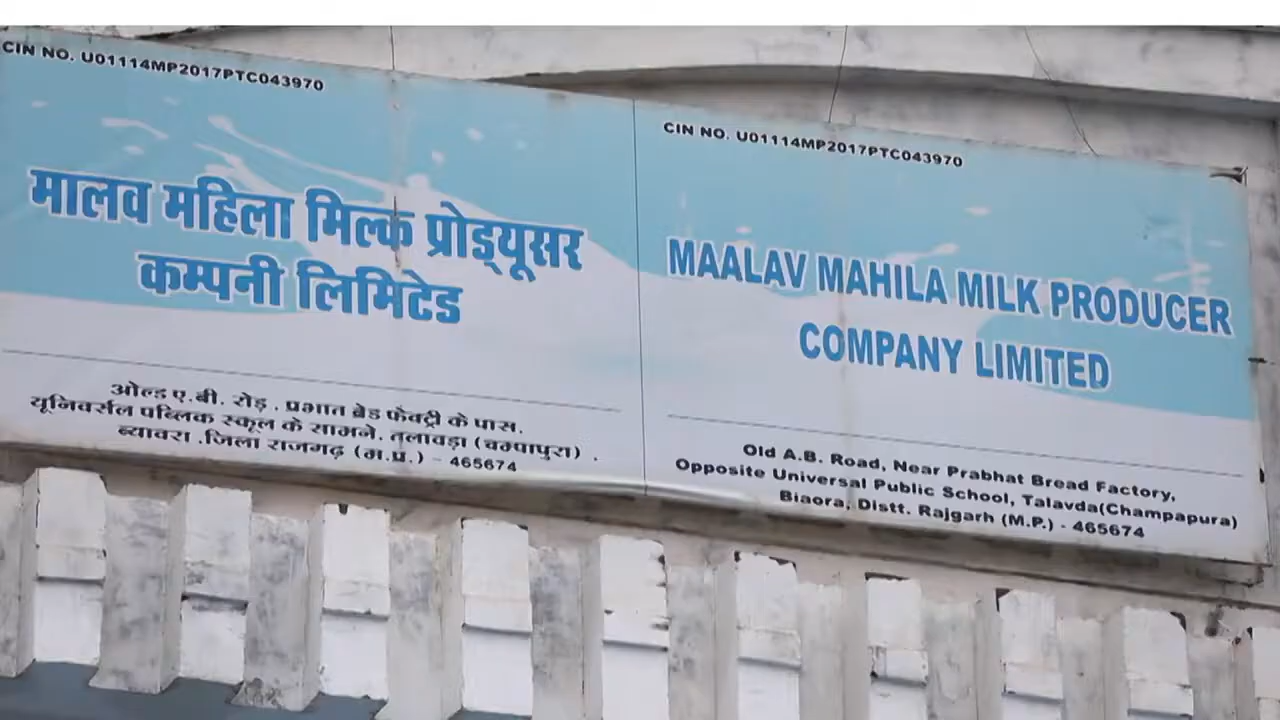 CIN NO. U01114MP2017PTC043970
मालव महिला मिल्क प्रोड्यूसर
कम्पनी लिमिटेड
ओल्ड ए.बी. रोड़ . प्रभात ब्रेड फैक्ट्री के पास.
यूनिवर्सल पब्लिक स्कूल के सामने. तलावड़ा (चम्पापुरा) .
ब्यावरा .जिला राजगढ़ (म.प्र.) - 465674
CIN NO. U01114MP2017PTC043970
MAALAV MAHILA MILK PRODUCER
COMPANY LIMITED
Old A.B. Road, Near Prabhat Bread Factory,
Opposite Universal Public School, Talavda(Champapura)
Biaora, Distt. Rajgarh (M.P.) - 465674